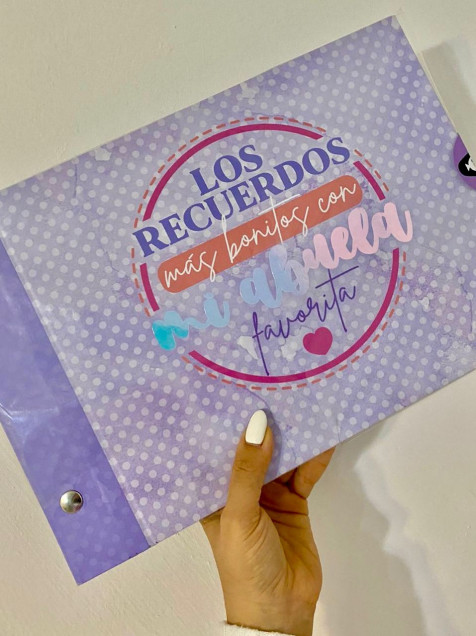 LOS
RECUERDOS
más bonitos con
mi abuela
favorita